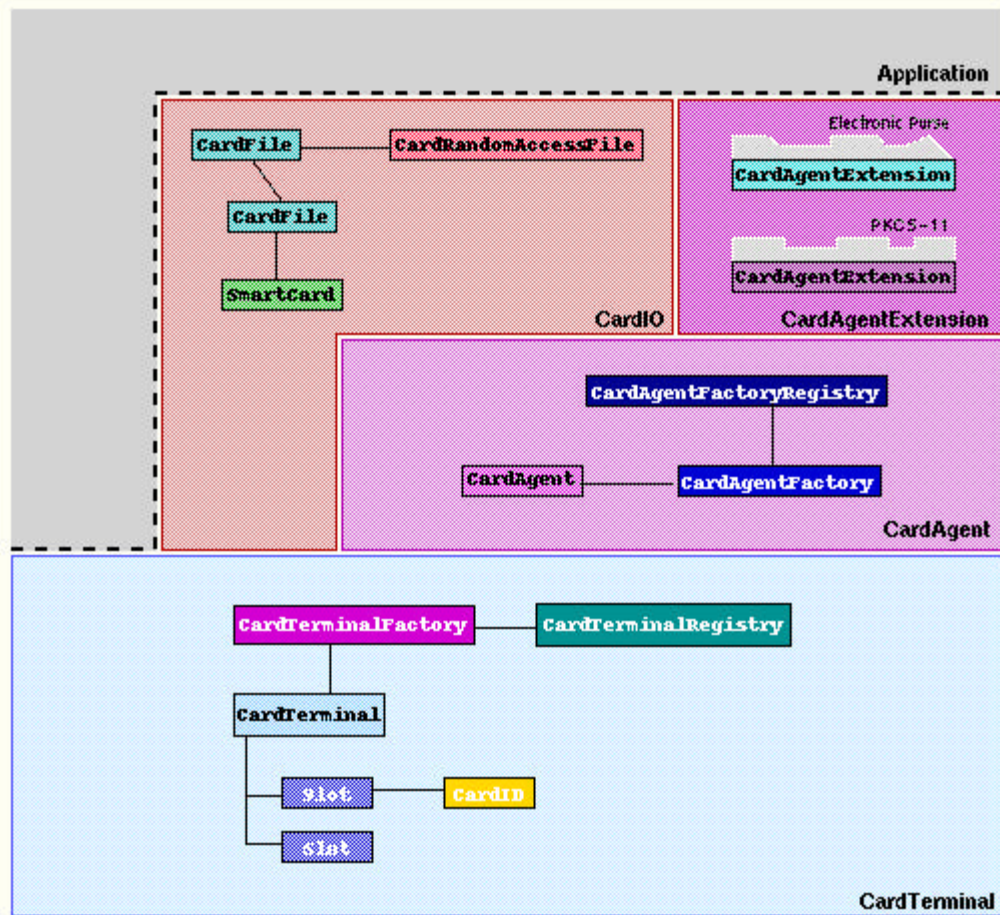 Application
Electronic Purse
CardFile
CardRandomAccessFile
CardAgentExtension
CardFile
PKCS-11
CardAgentExtension
SmartCard
CardIO
CardAgentExtension
CardAgentFactoryRegistry
CardAgent
CardAgentFactory
CardAgent
CardTerminalFactory
CardTerminalRegistry
CardTerminal
Slot
CardID
Slot
CardTerminal